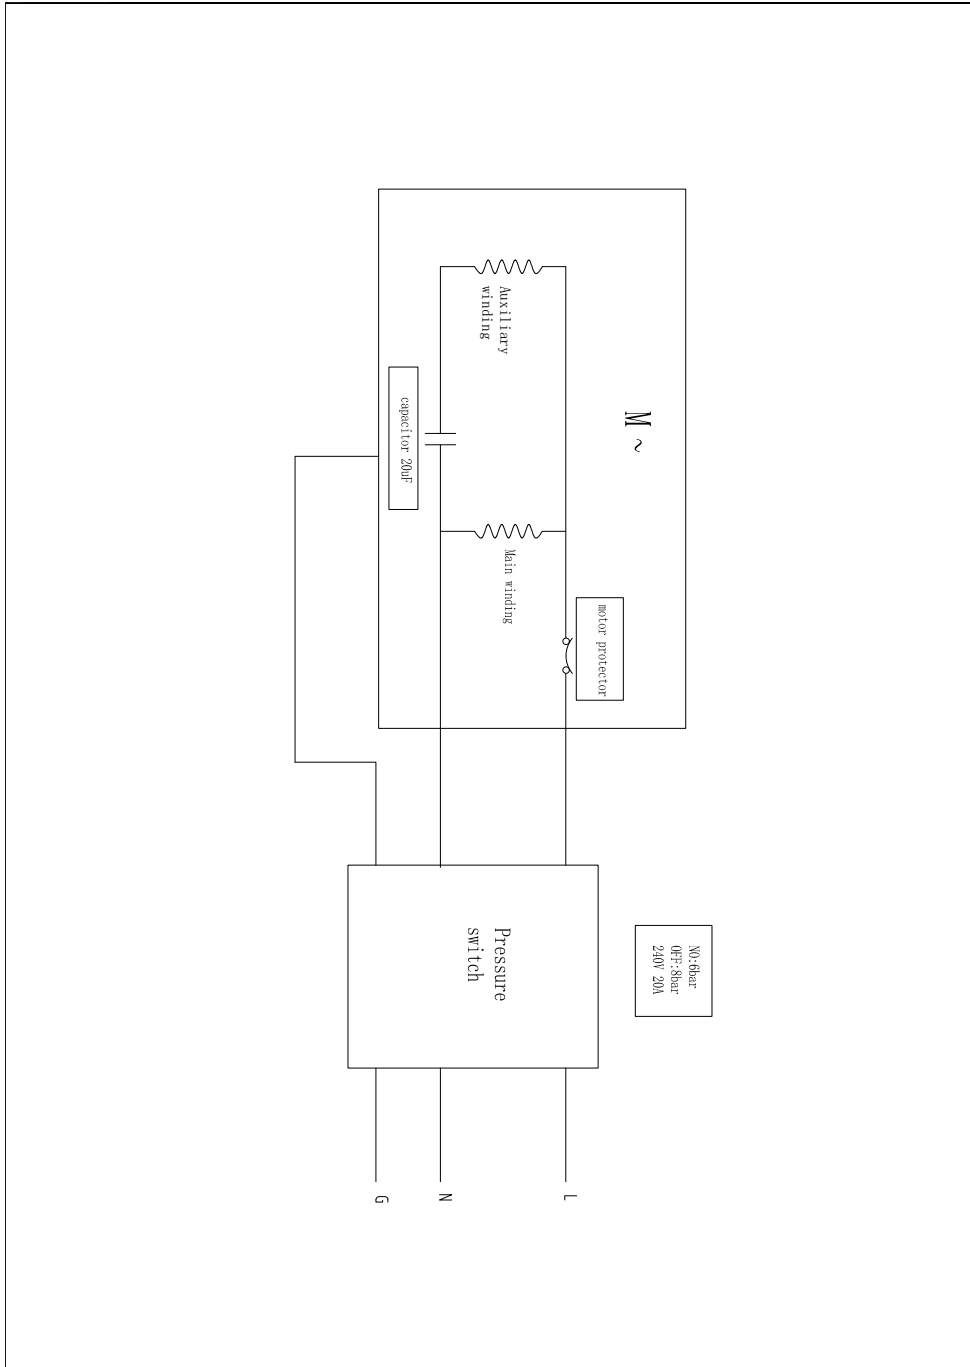 M ~
Auxiliary
winding
capacitor 20uF
Main winding
motor protector
Pressure
switch
NO:6bar
OFF:8bar
240V 20A
L
N
G